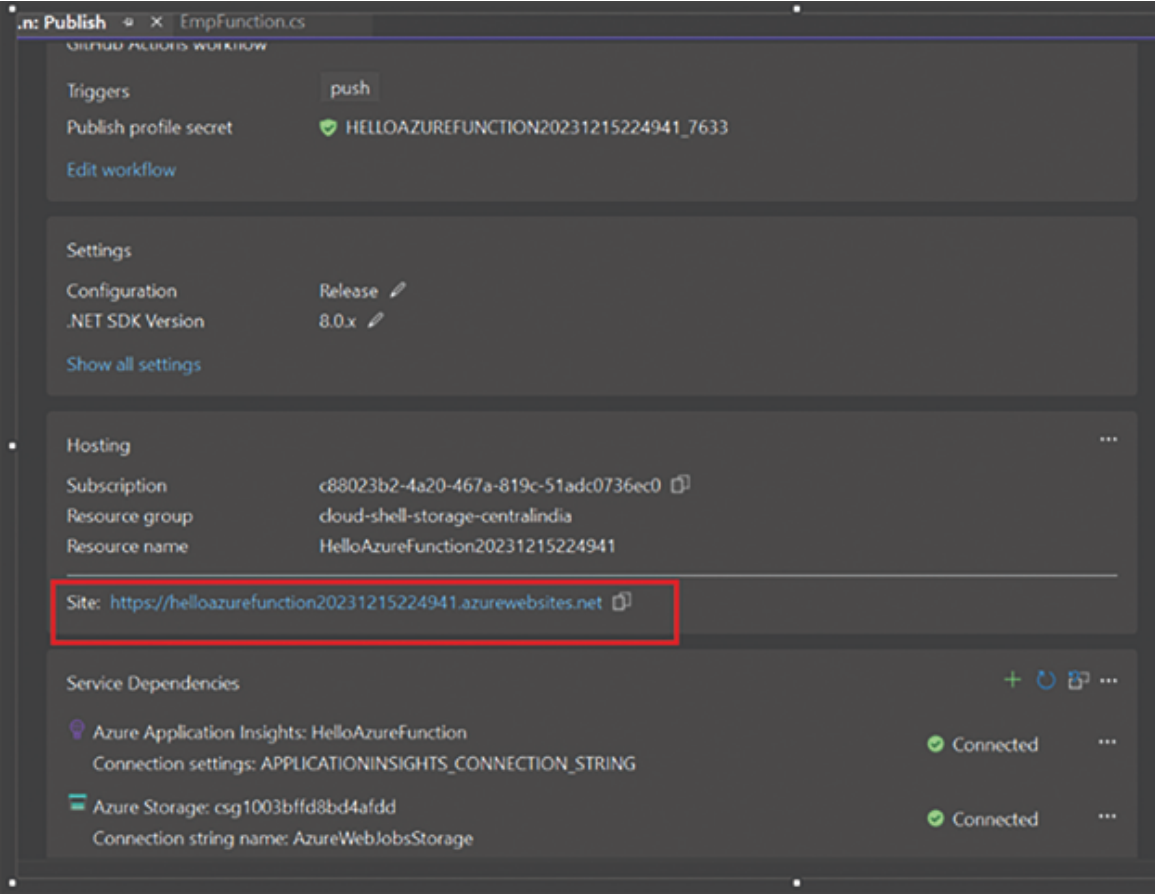 .n: Publish EmpFunction.cs
GitHub Actions workflow
Triggers push
Publish profile secret HELLOAZUREFUNCTION20231215224941_7633
Edit workflow
Settings
Configuration Release
.NET SDK Version 8.0.x
Show all settings
Hosting
Subscription c88023b2-4a20-467a-819c-51adc0736ec0
Resource group cloud-shell-storage-centralindia
Resource name HelloAzureFunction20231215224941
Site: https://helloazurefunction20231215224941.azurewebsites.net
Service Dependencies
Azure Application Insights: HelloAzureFunction
Connection settings: APPLICATIONINSIGHTS_CONNECTION_STRING
Connected
Azure Storage: csg1003bffd8bd4afdd
Connection string name: AzureWebJobsStorage
Connected